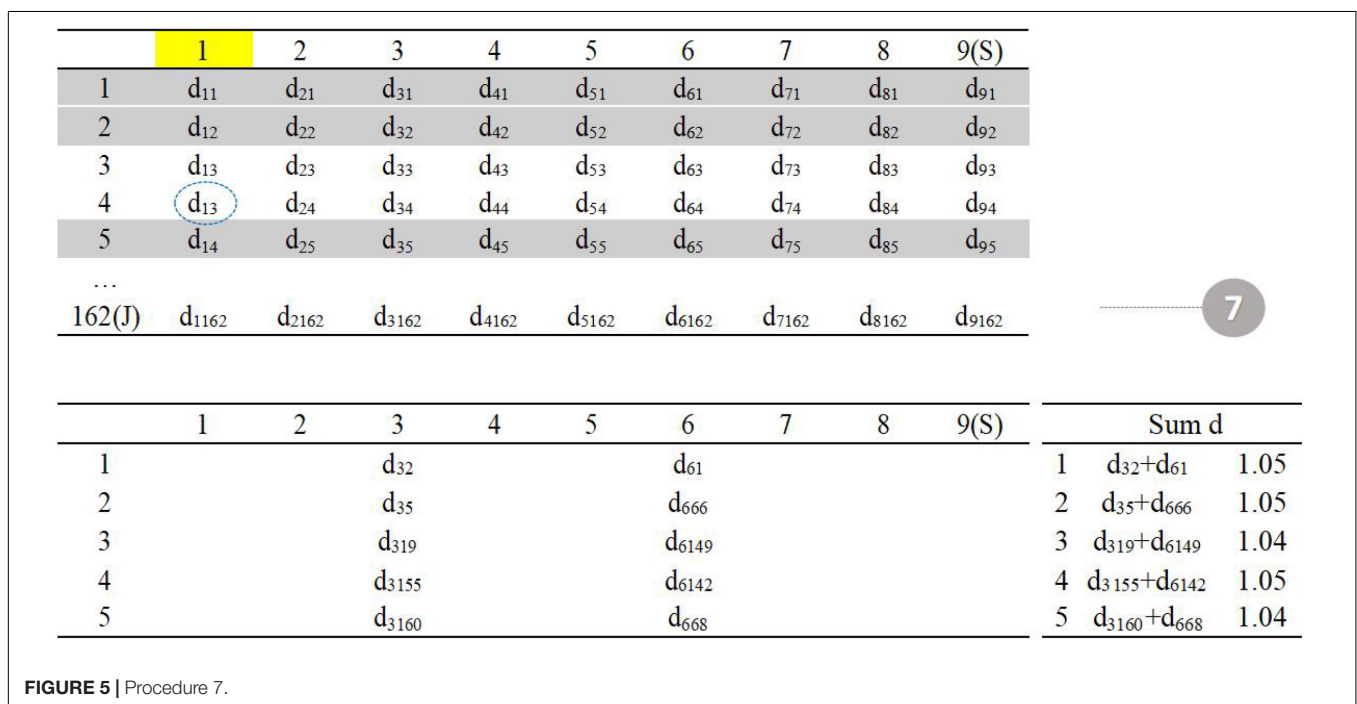 1 2 3 4 5 6 7 8 9(S)
1 d11 d21 d31 d41 d51 d61 d71 d81 d91
2 d12 d22 d32 d42 d52 d62 d72 d82 d92
3 d13 d23 d33 d43 d53 d63 d73 d83 d93
4 d13 d24 d34 d44 d54 d64 d74 d84 d94
5 d14 d25 d35 d45 d55 d65 d75 d85 d95
...
162(J) d1162 d2162 d3162 d4162 d5162 d6162 d7162 d8162 d9162
7
1 2 3 4 5 6 7 8 9(S) Sum d
1 d32 d61 1 d32+d61 1.05
2 d35 d666 2 d35+d666 1.05
3 d319 d6149 3 d319+d6149 1.04
4 d3155 d6142 4 d3 155+d6142 1.05
5 d3160 d668 5 d3160+d668 1.04
FIGURE 5 | Procedure 7.